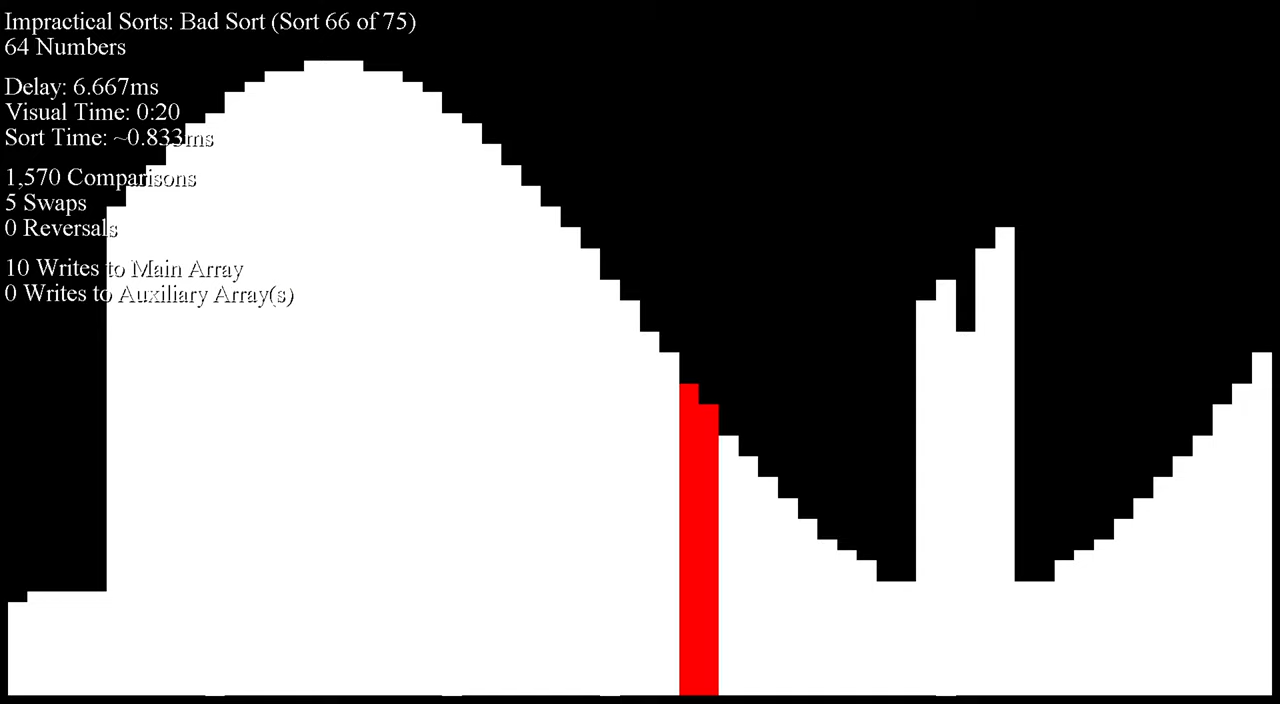 Impractical Sorts: Bad Sort (Sort 66 of 75)
64 Numbers
Delay: 6.667ms
Visual Time: 0:20
Sort Time: ~0.833ms
1,570 Comparisons
5 Swaps
0 Reversals
10 Writes to Main Array
0 Writes to Auxiliary Array(s)